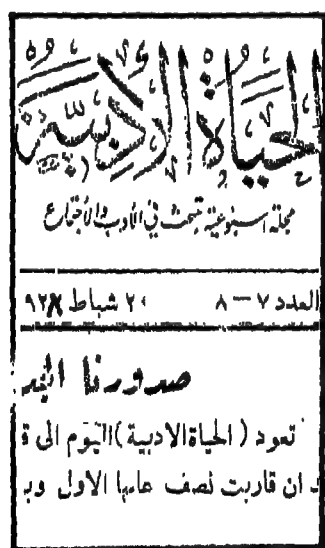 الحياة الأدبية
مجلة اسبوعية تبحث في الأدب والاجتماع
العدد ٧ — ٨ ٢٠ شباط ٩٢٨
صدورنا
تعود ( الحياة الادبية ) اليوم الى
ان قاربت نصف عامها الاول